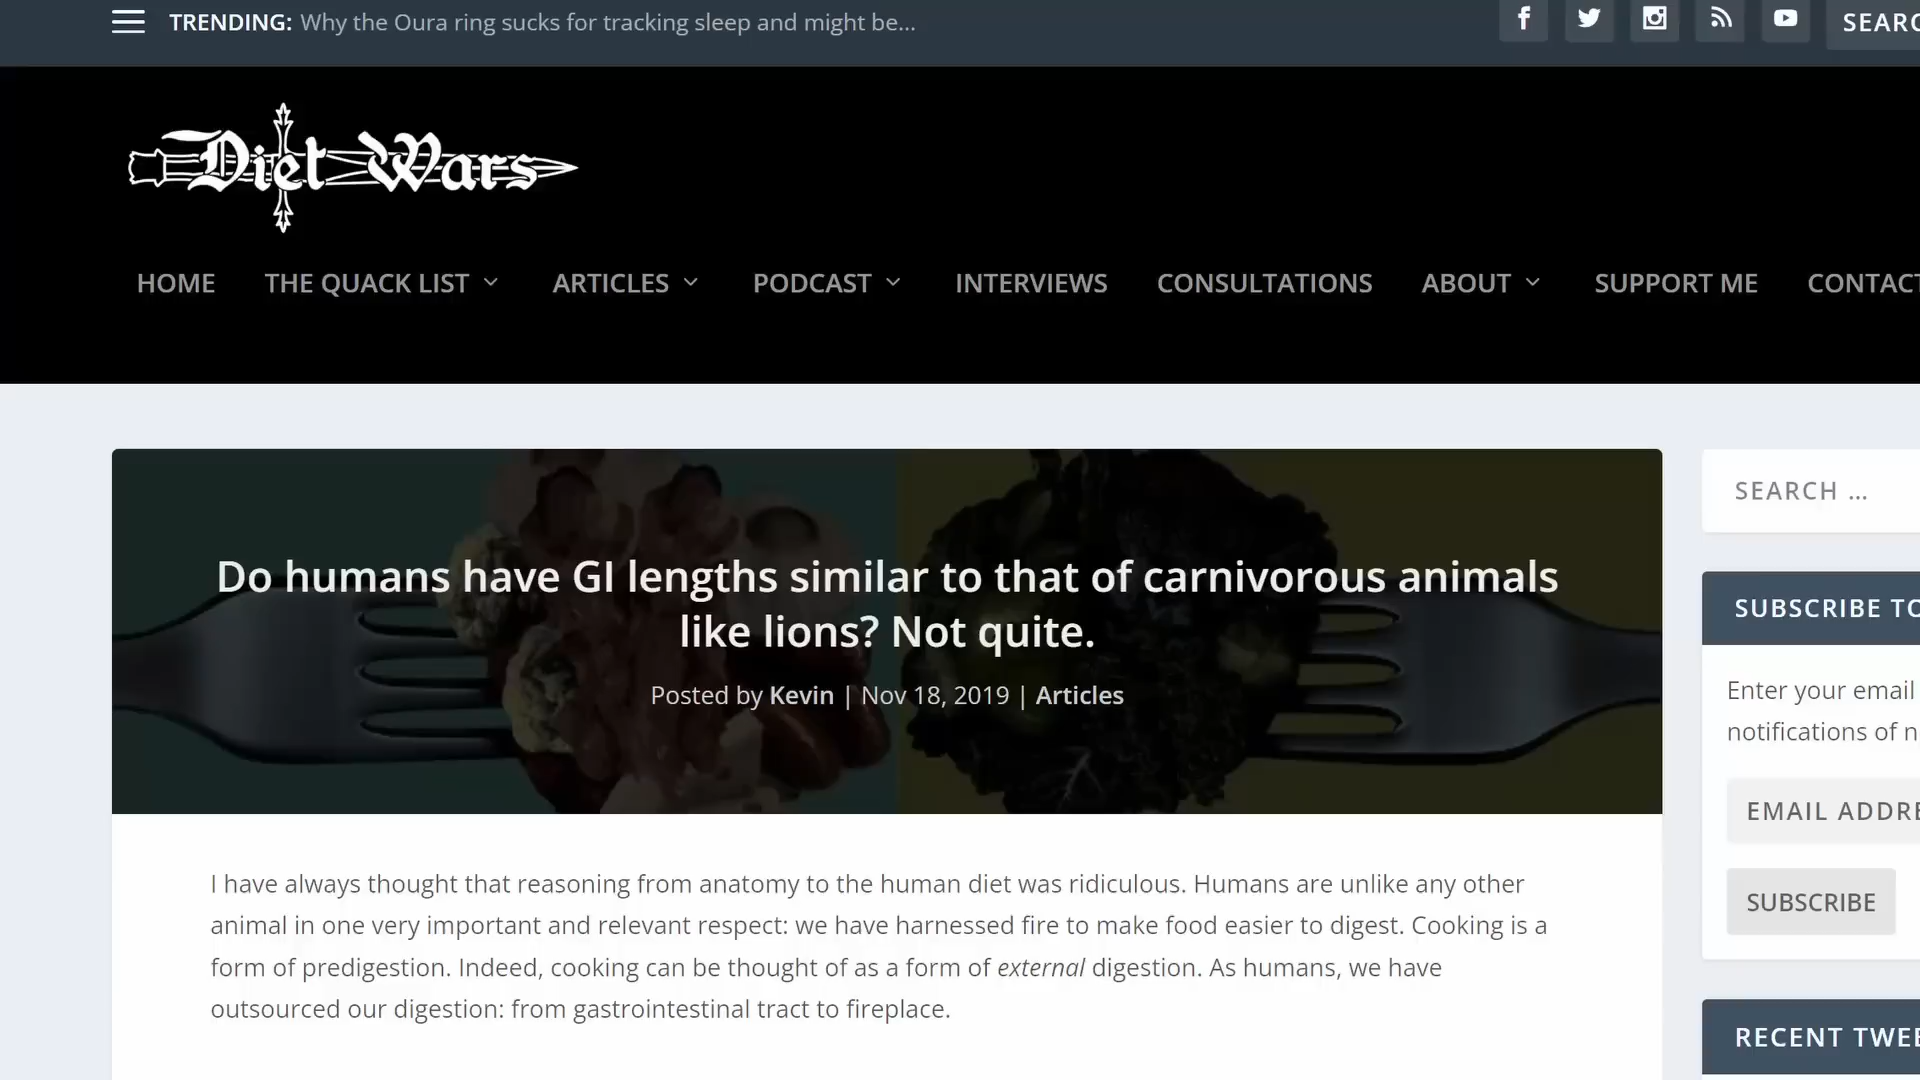 TRENDING: Why the Oura ring sucks for tracking sleep and might be...
SEARC
Diet Wars
HOME THE QUACK LIST ARTICLES PODCAST INTERVIEWS CONSULTATIONS ABOUT SUPPORT ME CONTACT
Do humans have GI lengths similar to that of carnivorous animals
like lions? Not quite.
Posted by Kevin | Nov 18, 2019 | Articles
I have always thought that reasoning from anatomy to the human diet was ridiculous. Humans are unlike any other
animal in one very important and relevant respect: we have harnessed fire to make food easier to digest. Cooking is a
form of predigestion. Indeed, cooking can be thought of as a form of external digestion. As humans, we have
outsourced our digestion: from gastrointestinal tract to fireplace.
SEARCH ...
SUBSCRIBE TO
Enter your email
notifications of n
EMAIL ADDRE
SUBSCRIBE
RECENT TWEE